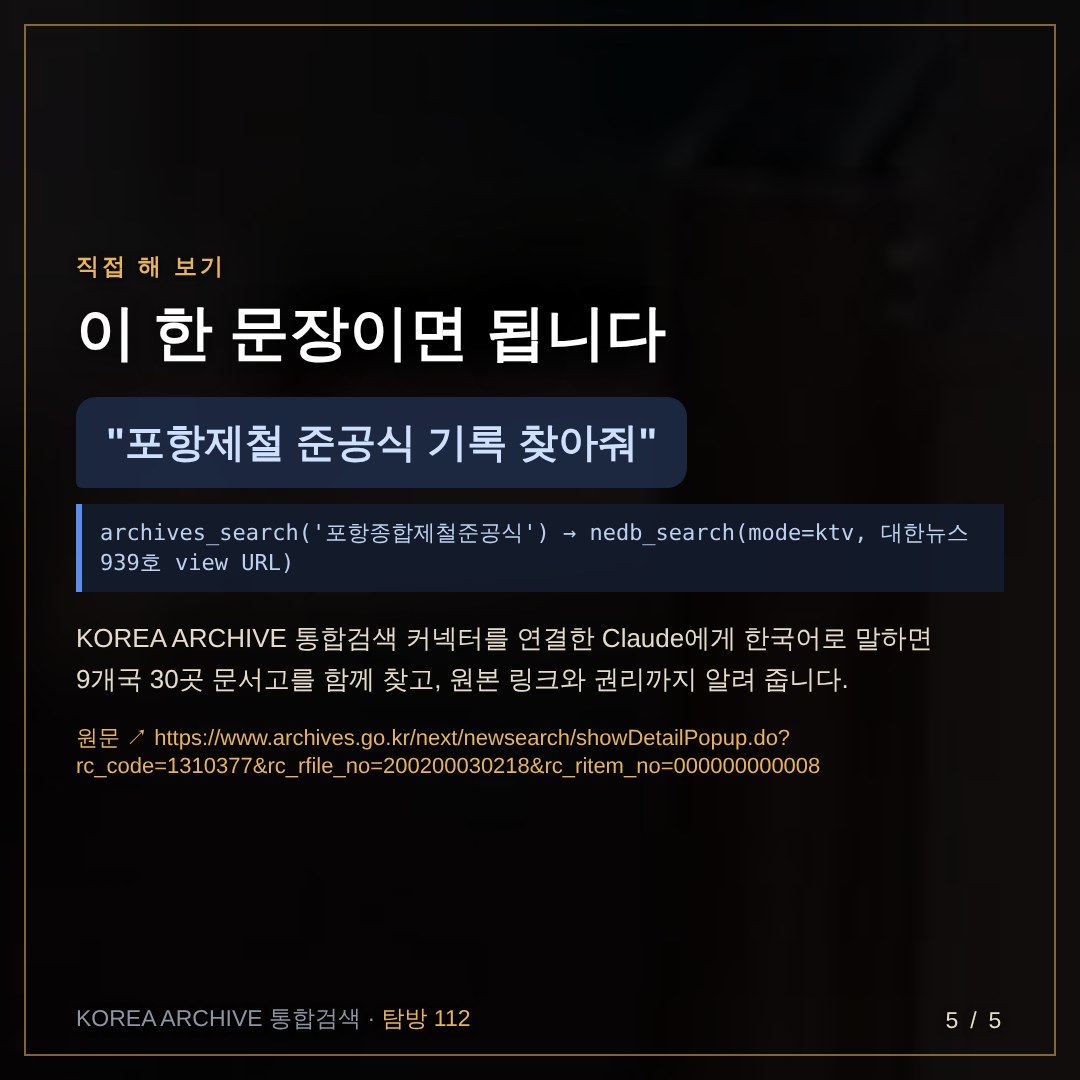 직접 해 보기
이 한 문장이면 됩니다
"포항제철 준공식 기록 찾아줘"
archives_search('포항종합제철준공식') → nedb_search(mode=ktv, 대한뉴스
939호 view URL)
KOREA ARCHIVE 통합검색 커넥터를 연결한 Claude에게 한국어로 말하면
9개국 30곳 문서고를 함께 찾고, 원본 링크와 권리까지 알려 줍니다.
원문 ↗ https://www.archives.go.kr/next/newsearch/showDetailPopup.do?
rc_code=1310377&rc_rfile_no=200200030218&rc_ritem_no=000000000008
KOREA ARCHIVE 통합검색 · 탐방 112
5 / 5